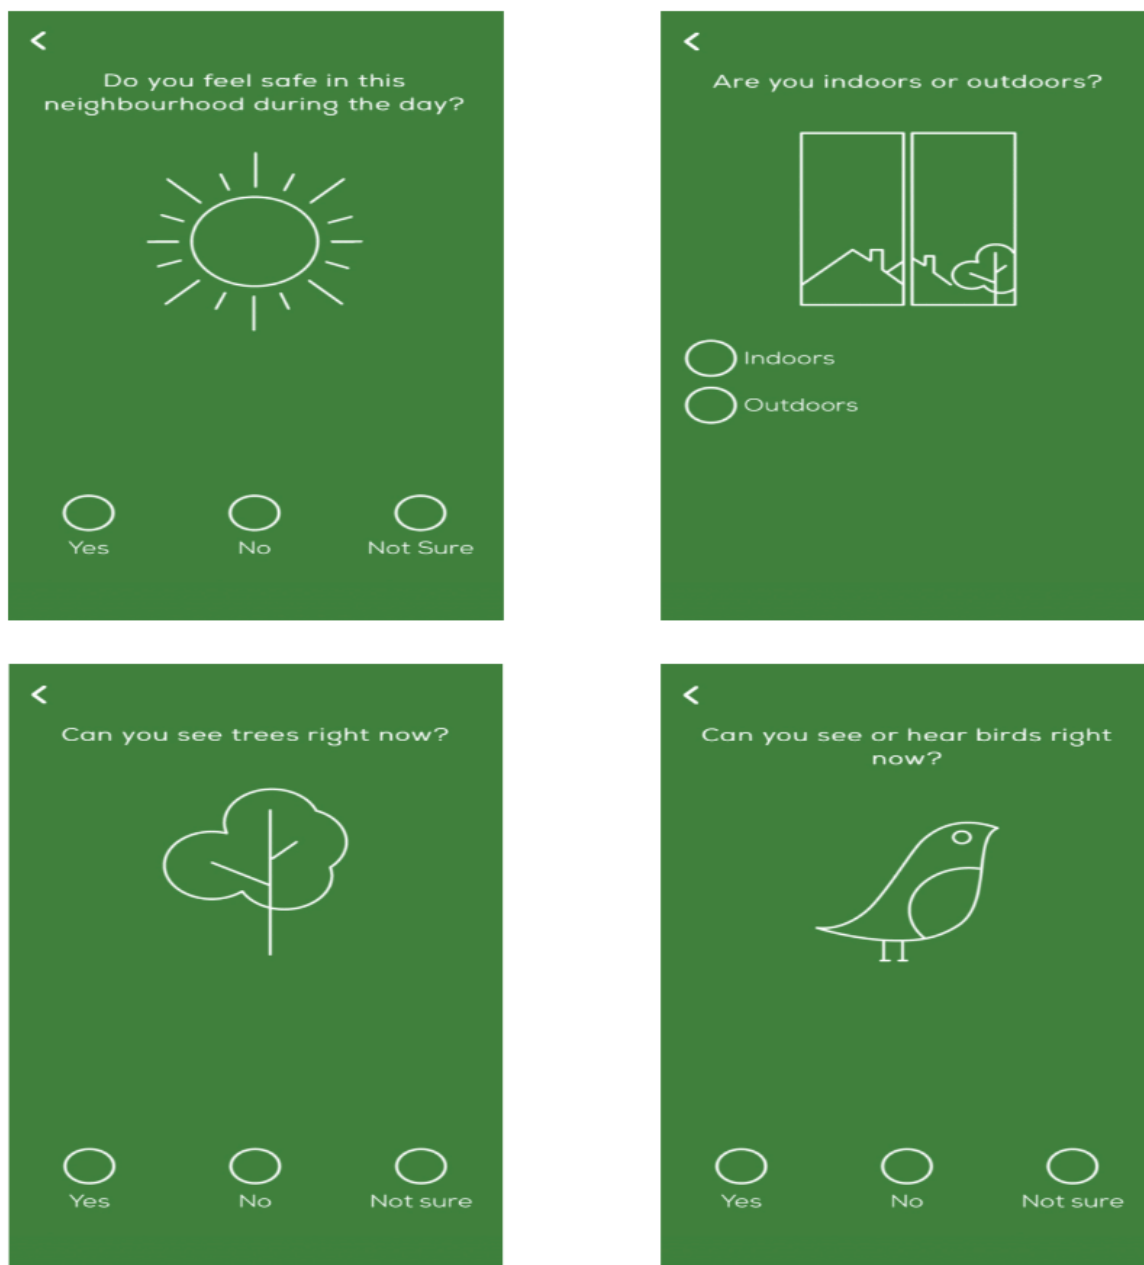 Do you feel safe in this
neighbourhood during the day?
Yes
No
Not Sure
Are you indoors or outdoors?
Indoors
Outdoors
Can you see trees right now?
Yes
No
Not sure
Can you see or hear birds right
now?
Yes
No
Not sure